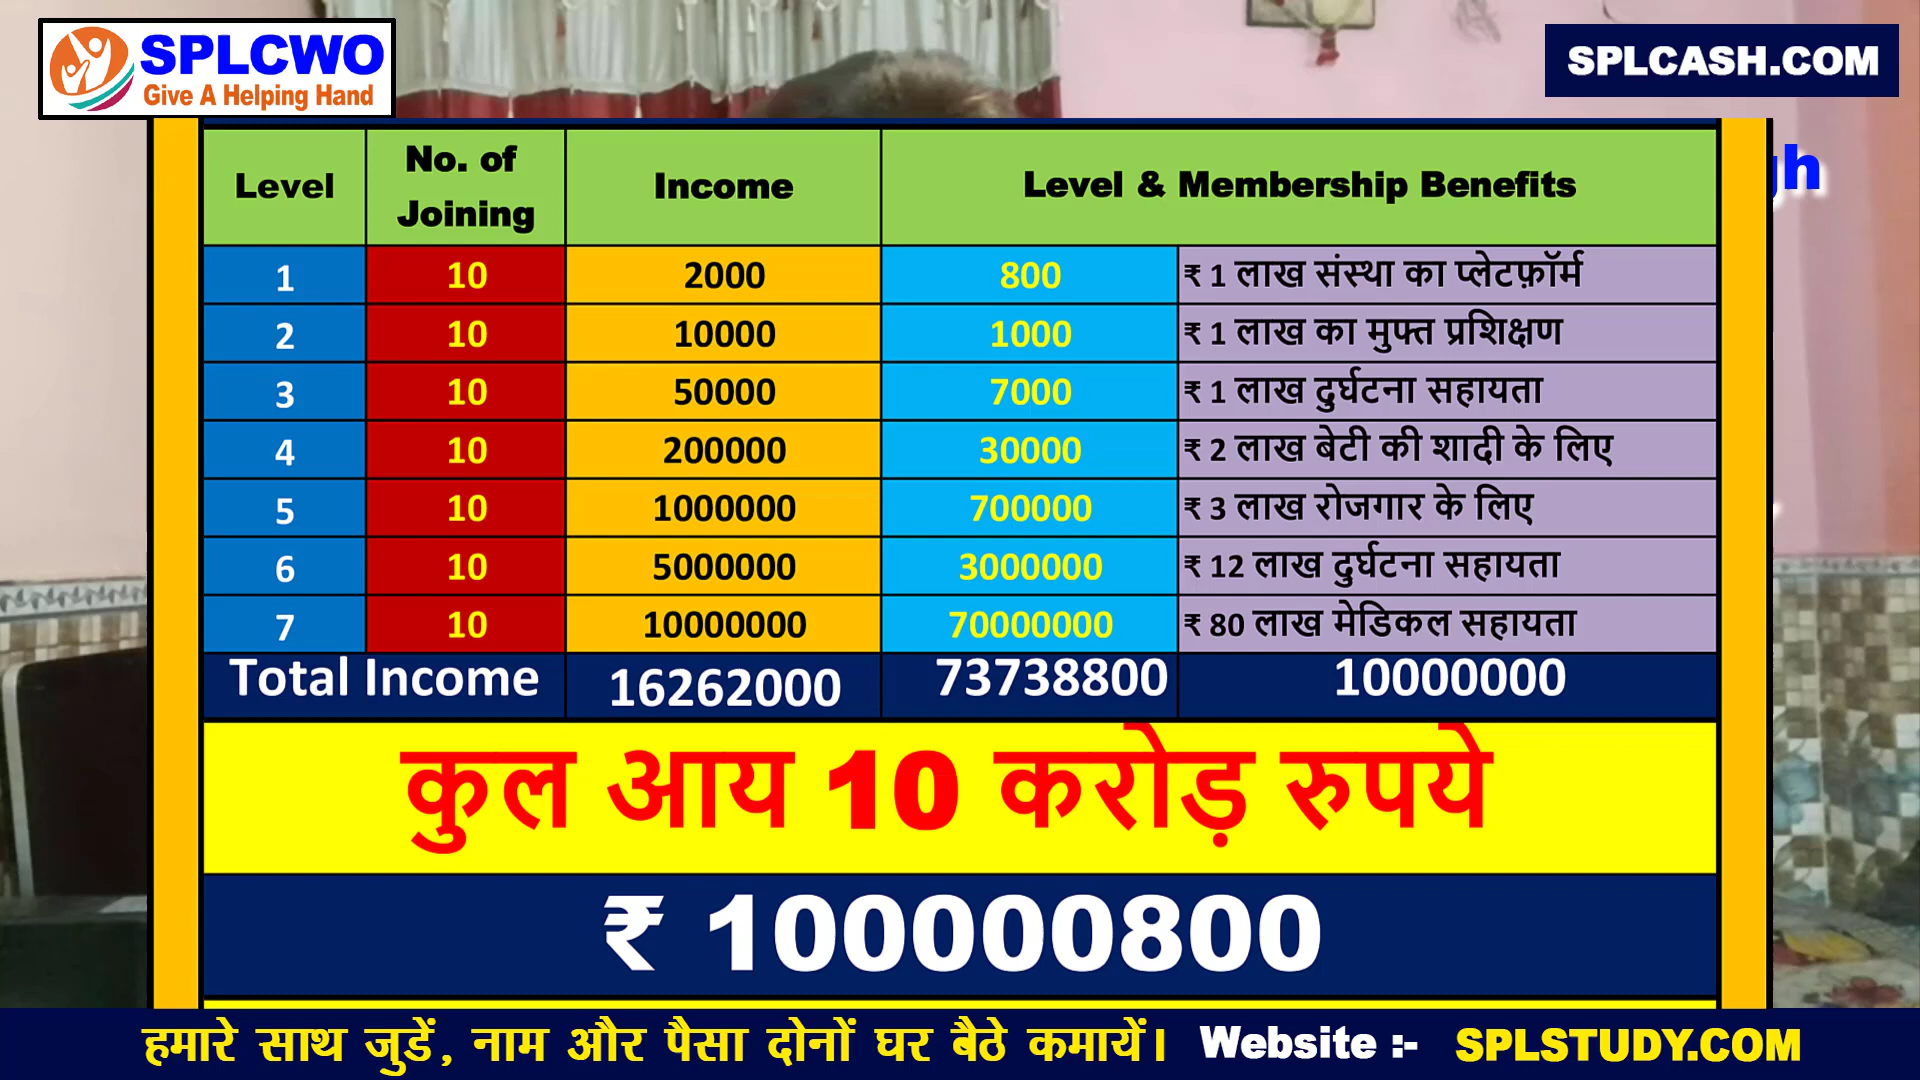 SPLCWO
Give A Helping Hand
SPLCASH.COM
gh
Level No. of Joining Income Level & Membership Benefits
1 10 2000 800 ₹ 1 लाख संस्था का प्लेटफ़ॉर्म
2 10 10000 1000 ₹ 1 लाख का मुफ्त प्रशिक्षण
3 10 50000 7000 ₹ 1 लाख दुर्घटना सहायता
4 10 200000 30000 ₹ 2 लाख बेटी की शादी के लिए
5 10 1000000 700000 ₹ 3 लाख रोजगार के लिए
6 10 5000000 3000000 ₹ 12 लाख दुर्घटना सहायता
7 10 10000000 70000000 ₹ 80 लाख मेडिकल सहायता
Total Income 16262000 73738800 10000000
कुल आय 10 करोड़ रुपये
₹ 100000800
हमारे साथ जुडें, नाम और पैसा दोनों घर बैठे कमायें। Website :- SPLSTUDY.COM